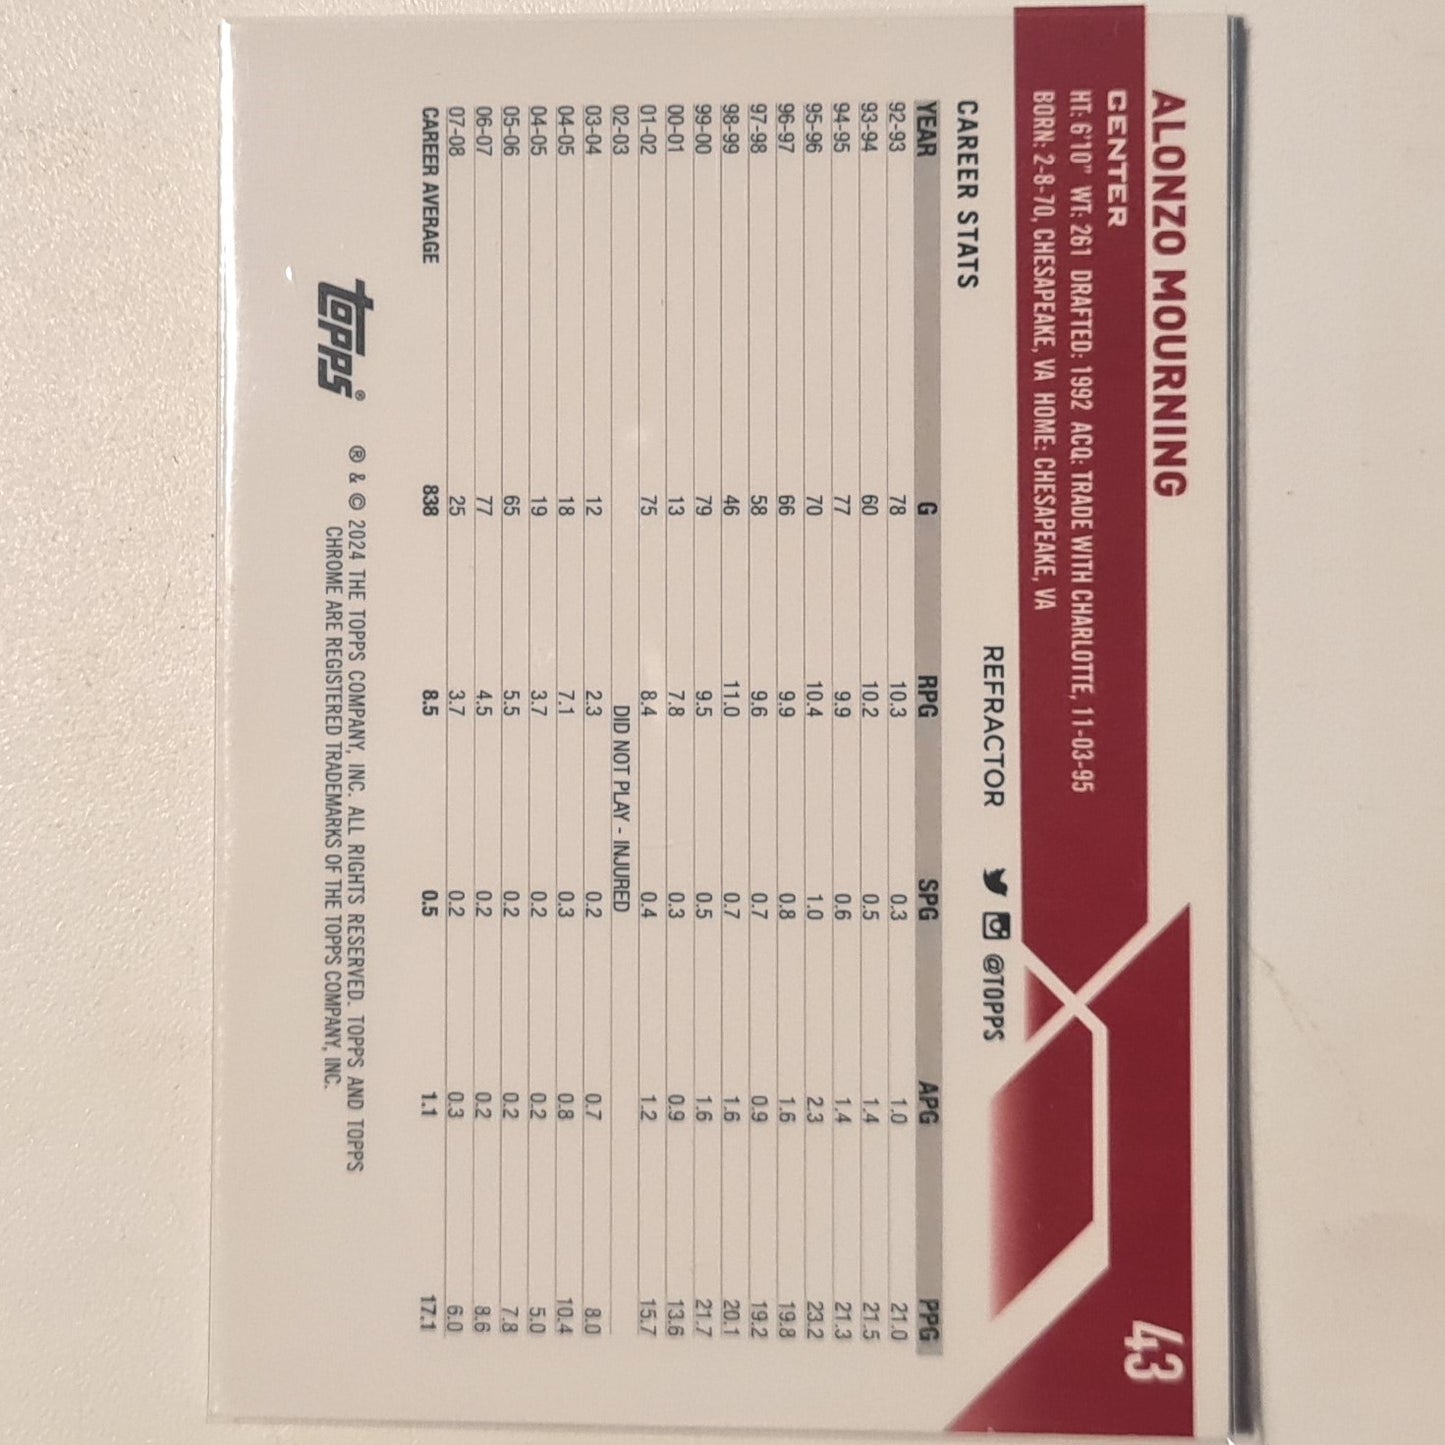 ALONZO MOURNING
43
CENTER
HT: 6'10" WT: 261 DRAFTED: 1992 ACQ: TRADE WITH CHARLOTTE, 11-03-95
BORN: 2-8-70, CHESAPEAKE, VA HOME: CHESAPEAKE, VA
REFRACTOR @TOPPS
CAREER STATS
YEAR G RPG SPG APG PPG
92-93 78 10.3 0.3 1.0 21.0
93-94 60 10.2 0.5 1.4 21.5
94-95 77 9.9 0.6 1.4 21.3
95-96 70 10.4 1.0 2.3 23.2
96-97 66 9.9 0.8 1.6 19.8
97-98 58 9.6 0.7 0.9 19.2
98-99 46 11.0 0.7 1.6 20.1
99-00 79 9.5 0.5 1.6 21.7
00-01 13 7.8 0.3 0.9 13.6
01-02 75 8.4 0.4 1.2 15.7
02-03 DID NOT PLAY - INJURED
03-04 12 2.3 0.2 0.7 8.0
04-05 18 7.1 0.3 0.8 10.4
04-05 19 3.7 0.2 0.2 5.0
05-06 65 5.5 0.2 0.2 7.8
06-07 77 4.5 0.2 0.2 8.6
07-08 25 3.7 0.2 0.3 6.0
CAREER AVERAGE 838 8.5 0.5 1.1 17.1
topps®
® & © 2024 THE TOPPS COMPANY, INC. ALL RIGHTS RESERVED. TOPPS AND TOPPS
CHROME ARE REGISTERED TRADEMARKS OF THE TOPPS COMPANY, INC.